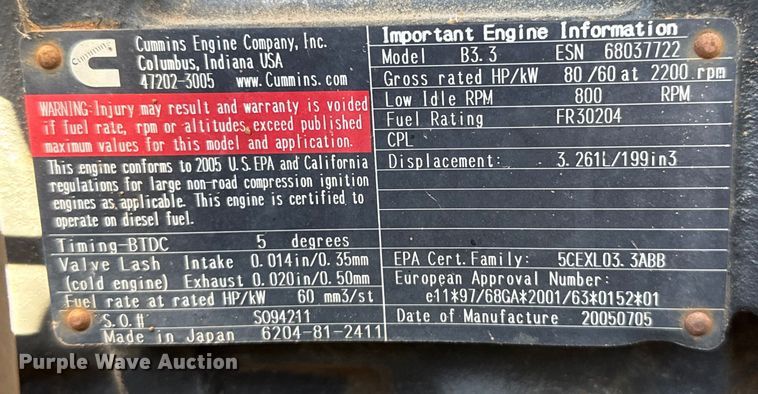 Cummins
Cummins Engine Company, Inc.
Columbus, Indiana USA
47202-3005 www.Cummins.com
WARNING:Injury may result and warranty is voided
if fuel rate, rpm or altitudes exceed published
maximum values for this model and application.
This engine conforms to 2005 U.S.EPA and California
regulations for large non-road compression ignition
engines as applicable. This engine is certified to
operate on diesel fuel.
Timing-BTDC 5 degrees
Valve Lash Intake 0.014in/0.35mm
(cold engine) Exhaust 0.020in/0.50mm
Fuel rate at rated HP/kW 60 mm3/st
S.O.# SO94211
Made in Japan 6204-81-2411
Important Engine Information
Model B3.3 ESN 68037722
Gross rated HP/kW 80/60 at 2200 rpm
Low Idle RPM 800 RPM
Fuel Rating FR30204
CPL
Displacement: 3.261L/199in3
EPA Cert.Family: 5CEXL03.3ABB
European Approval Number:
e11*97/68GA*2001/63*0152*01
Date of Manufacture 20050705
Purple Wave Auction